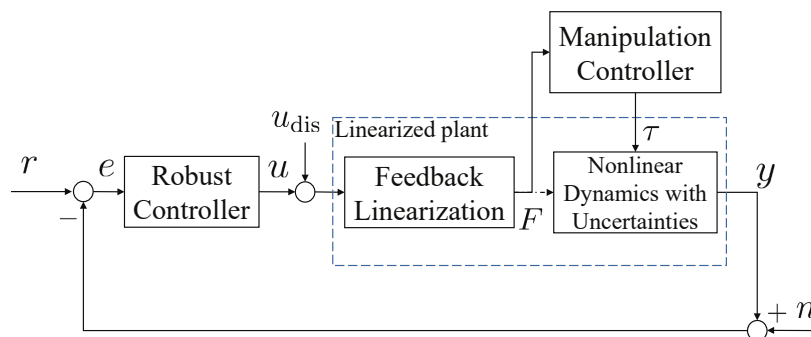 Manipulation
Controller
u_dis
Linearized plant
τ
r
e
Robust
Controller
u
Feedback
Linearization
F
Nonlinear
Dynamics with
Uncertainties
y
−
+
n